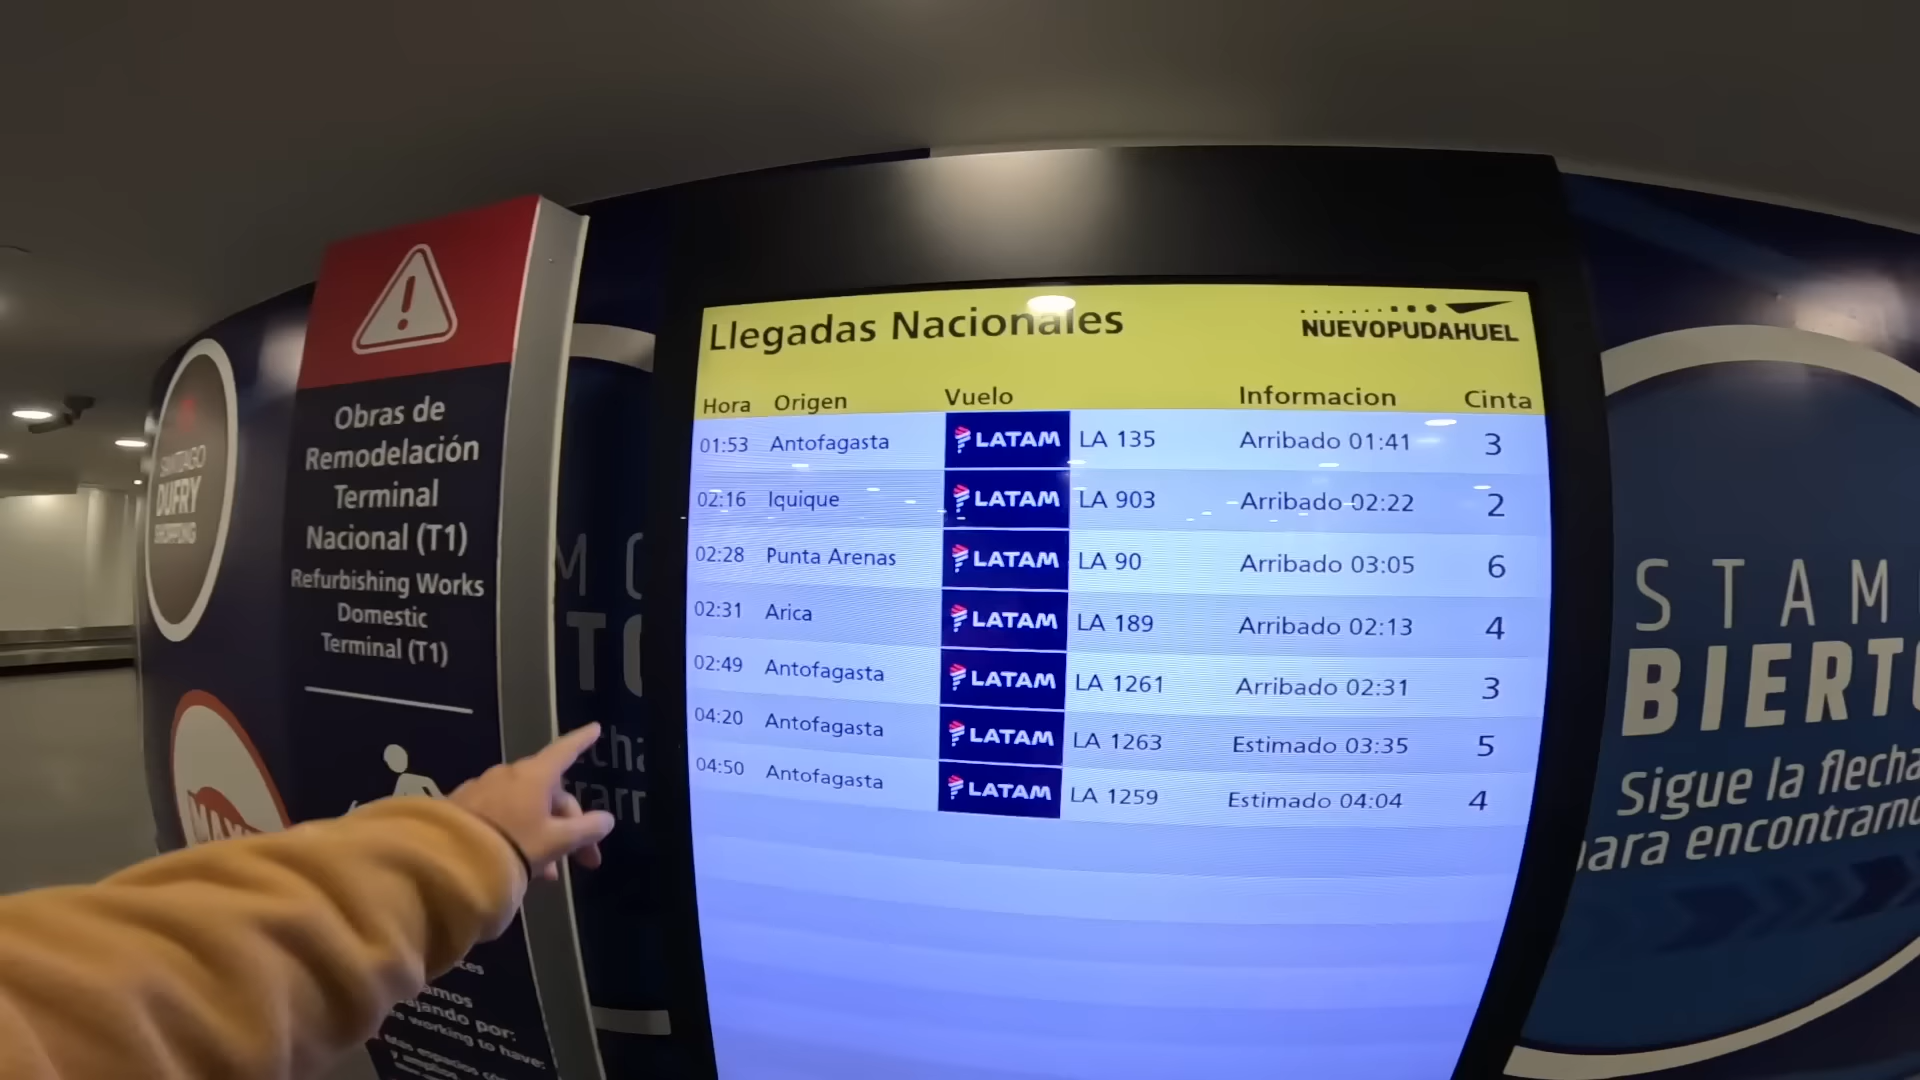 SANTIAGO
DUFRY
SHOPPING
Obras de
Remodelación
Terminal
Nacional (T1)
Refurbishing Works
Domestic
Terminal (T1)
Llegadas Nacionales
NUEVOPUDAHUEL
Hora Origen Vuelo Informacion Cinta
01:53 Antofagasta LATAM LA 135 Arribado 01:41 3
02:16 Iquique LATAM LA 903 Arribado 02:22 2
02:28 Punta Arenas LATAM LA 90 Arribado 03:05 6
02:31 Arica LATAM LA 189 Arribado 02:13 4
02:49 Antofagasta LATAM LA 1261 Arribado 02:31 3
04:20 Antofagasta LATAM LA 1263 Estimado 03:35 5
04:50 Antofagasta LATAM LA 1259 Estimado 04:04 4
STAM
BIERTO
Sigue la flecha
para encontrarno